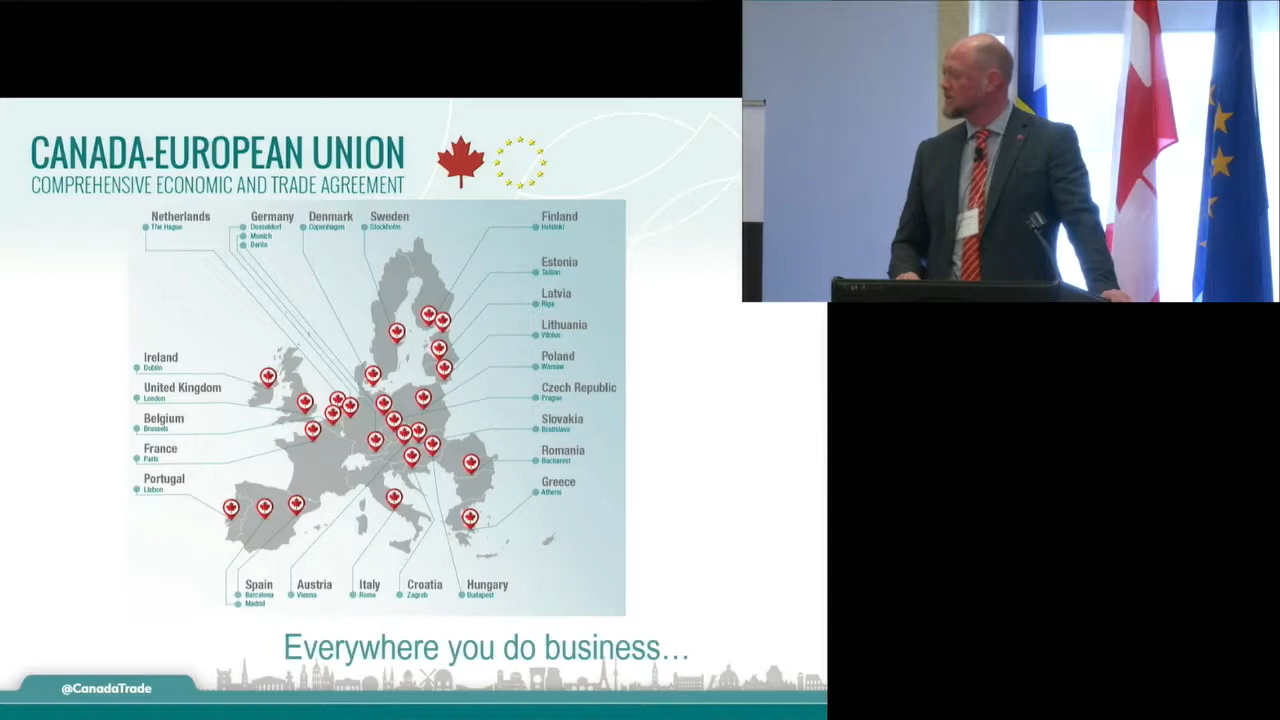 CANADA-EUROPEAN UNION
COMPREHENSIVE ECONOMIC AND TRADE AGREEMENT
Netherlands
The Hague
Germany
Düsseldorf
Munich
Berlin
Denmark
Copenhagen
Sweden
Stockholm
Finland
Helsinki
Estonia
Tallinn
Latvia
Riga
Lithuania
Vilnius
Poland
Warsaw
Czech Republic
Prague
Slovakia
Bratislava
Romania
Bucharest
Greece
Athens
Ireland
Dublin
United Kingdom
London
Belgium
Brussels
France
Paris
Portugal
Lisbon
Spain
Barcelona
Madrid
Austria
Vienna
Italy
Rome
Croatia
Zagreb
Hungary
Budapest
Everywhere you do business...
@CanadaTrade